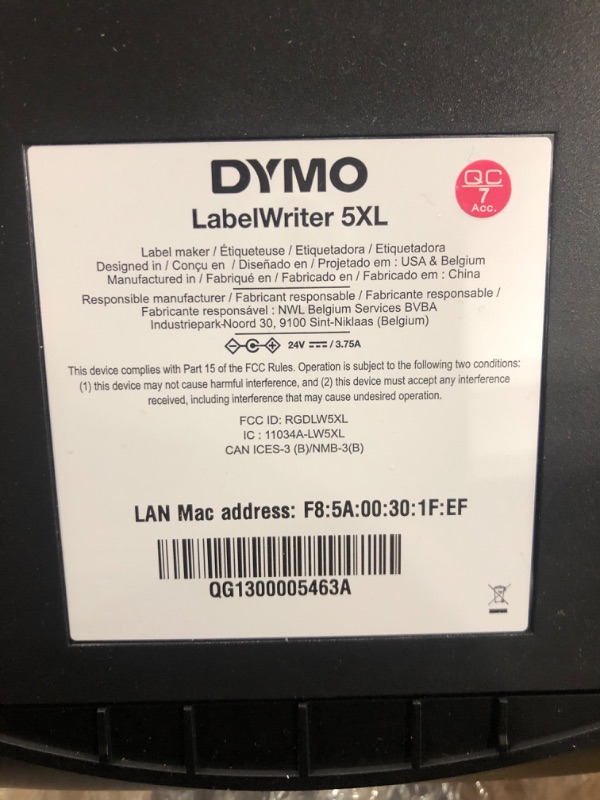 DYMO
QC
7
Acc.
LabelWriter 5XL
Label maker / Étiqueteuse / Etiquetadora / Etiquetadora
Designed in / Conçu en / Diseñado en / Projetado em : USA & Belgium
Manufactured in / Fabriqué en / Fabricado en / Fabricado em : China
Responsible manufacturer / Fabricant responsable / Fabricante responsable /
Fabricante responsável : NWL Belgium Services BVBA
Industriepark-Noord 30, 9100 Sint-Niklaas (Belgium)
24V / 3.75A
This device complies with Part 15 of the FCC Rules. Operation is subject to the following two conditions:
(1) this device may not cause harmful interference, and (2) this device must accept any interference
received, including interference that may cause undesired operation.
FCC ID: RGDLW5XL
IC : 11034A-LW5XL
CAN ICES-3 (B)/NMB-3(B)
LAN Mac address: F8:5A:00:30:1F:EF
QG1300005463A